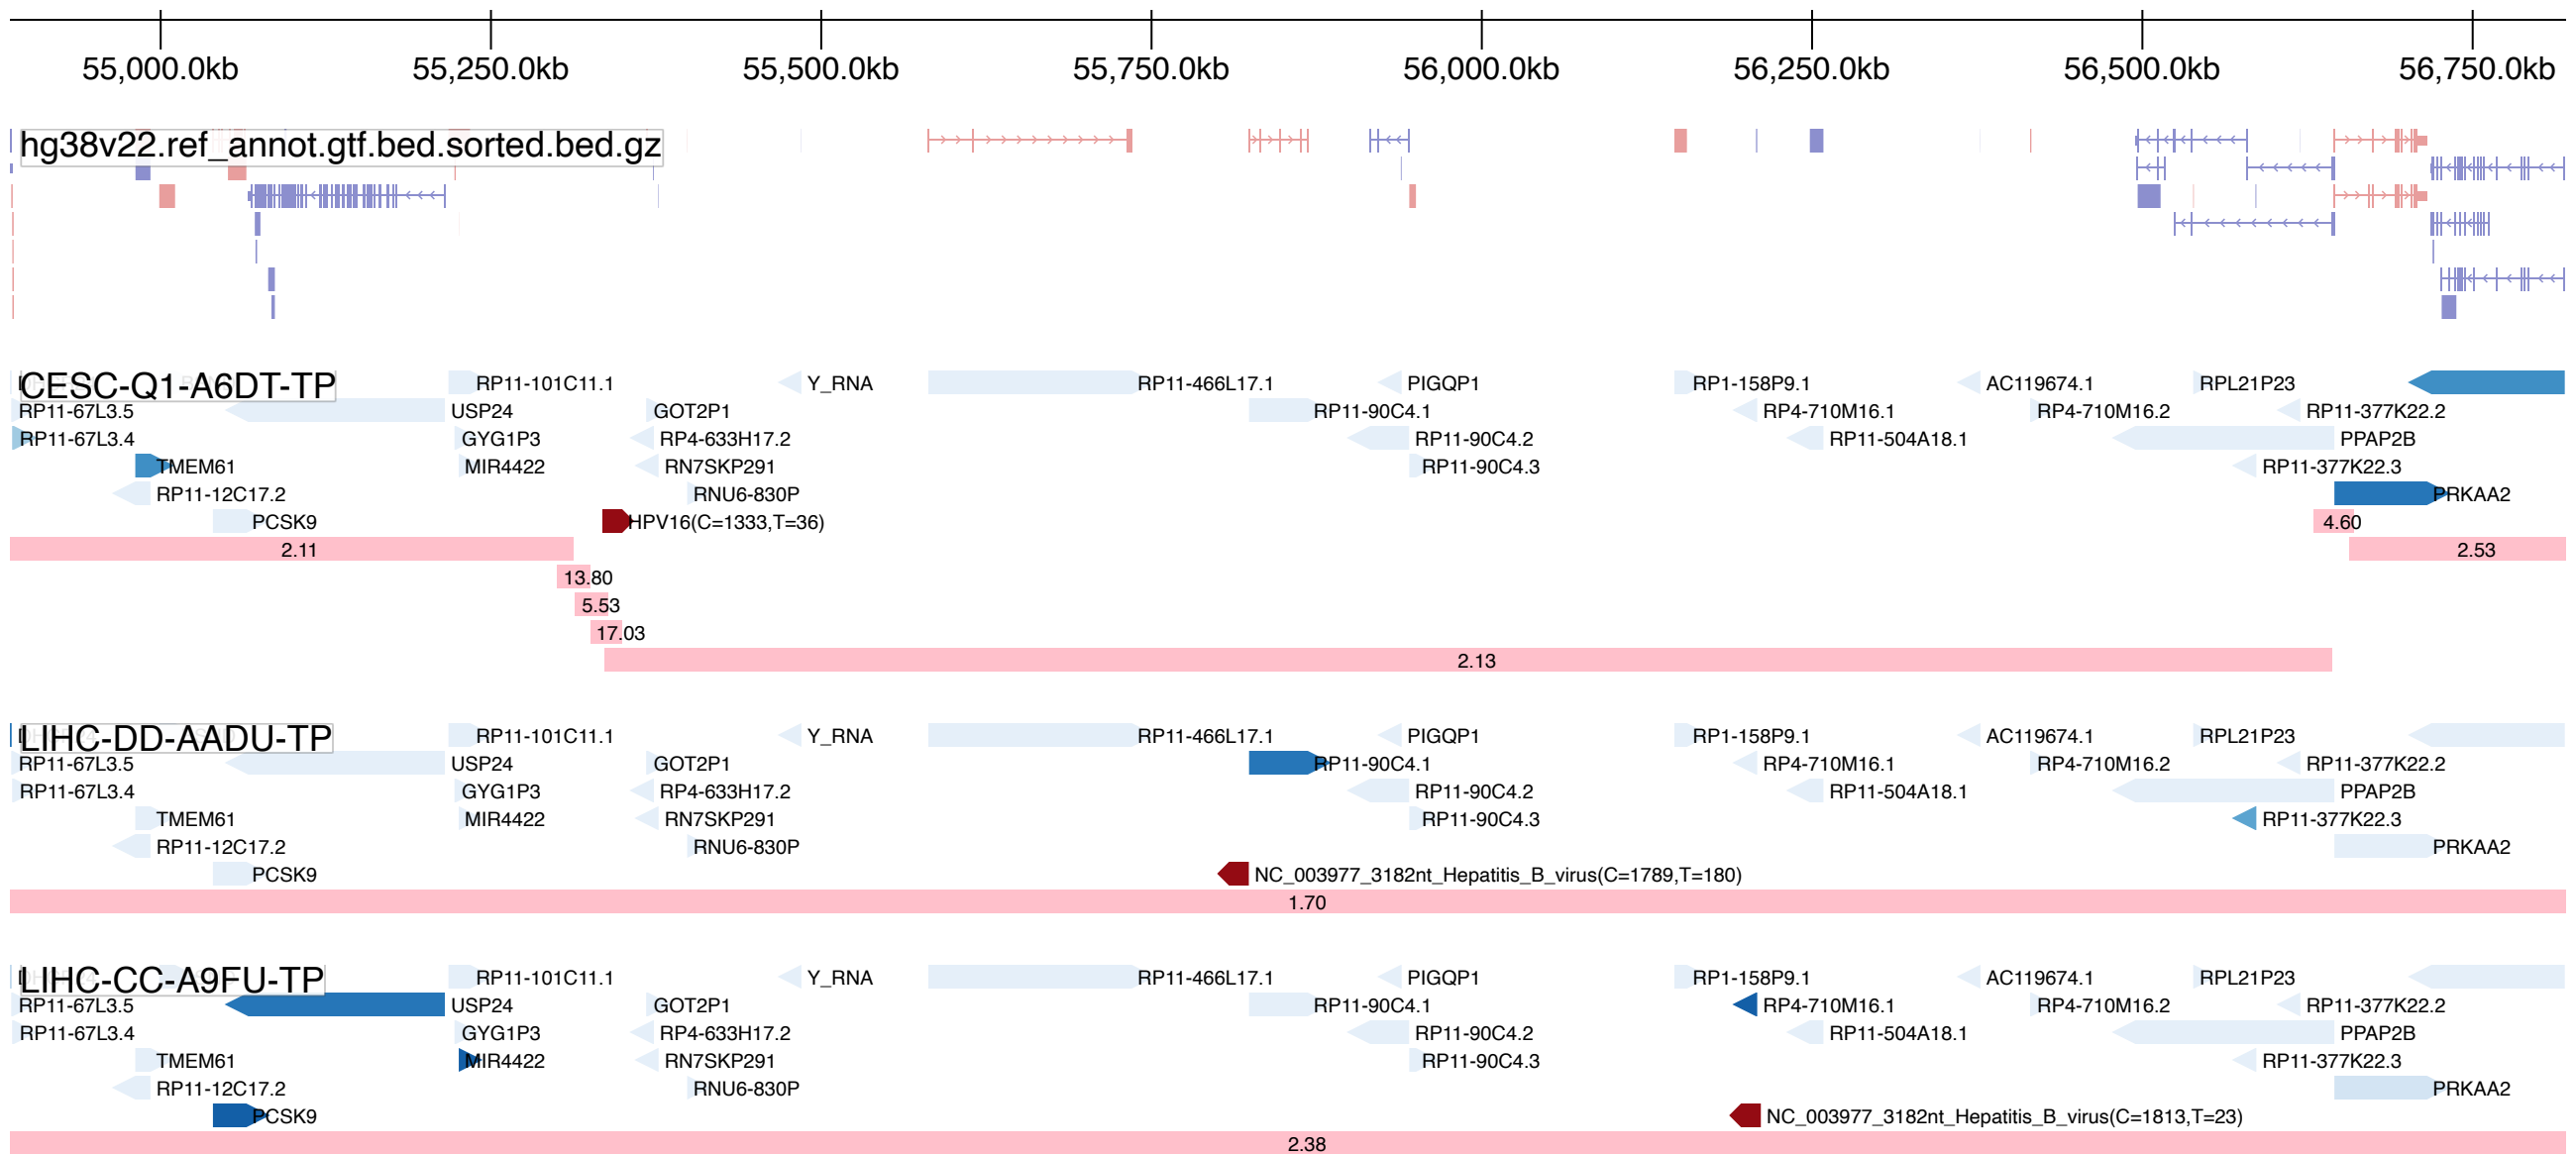 55,000.0kb 55,250.0kb 55,500.0kb 55,750.0kb 56,000.0kb 56,250.0kb 56,500.0kb 56,750.0kb
hg38v22.ref_annot.gtf.bed.sorted.bed.gz
CESC-Q1-A6DT-TP RP11-101C11.1 Y_RNA RP11-466L17.1 PIGQP1 RP1-158P9.1 AC119674.1 RPL21P23
RP11-67L3.5 USP24 GOT2P1 RP11-90C4.1 RP4-710M16.1 RP4-710M16.2 RP11-377K22.2
RP11-67L3.4 GYG1P3 RP4-633H17.2 RP11-90C4.2 RP11-504A18.1 PPAP2B
TMEM61 MIR4422 RN7SKP291 RP11-90C4.3 RP11-377K22.3
RP11-12C17.2 RNU6-830P PRKAA2
PCSK9 HPV16(C=1333,T=36) 4.60
2.11 2.53
13.80
5.53
17.03
2.13
LIHC-DD-AADU-TP RP11-101C11.1 Y_RNA RP11-466L17.1 PIGQP1 RP1-158P9.1 AC119674.1 RPL21P23
RP11-67L3.5 USP24 GOT2P1 RP11-90C4.1 RP4-710M16.1 RP4-710M16.2 RP11-377K22.2
RP11-67L3.4 GYG1P3 RP4-633H17.2 RP11-90C4.2 RP11-504A18.1 PPAP2B
TMEM61 MIR4422 RN7SKP291 RP11-90C4.3 RP11-377K22.3
RP11-12C17.2 RNU6-830P PRKAA2
PCSK9 NC_003977_3182nt_Hepatitis_B_virus(C=1789,T=180)
1.70
LIHC-CC-A9FU-TP RP11-101C11.1 Y_RNA RP11-466L17.1 PIGQP1 RP1-158P9.1 AC119674.1 RPL21P23
RP11-67L3.5 USP24 GOT2P1 RP11-90C4.1 RP4-710M16.1 RP4-710M16.2 RP11-377K22.2
RP11-67L3.4 GYG1P3 RP4-633H17.2 RP11-90C4.2 RP11-504A18.1 PPAP2B
TMEM61 MIR4422 RN7SKP291 RP11-90C4.3 RP11-377K22.3
RP11-12C17.2 RNU6-830P PRKAA2
PCSK9 NC_003977_3182nt_Hepatitis_B_virus(C=1813,T=23)
2.38